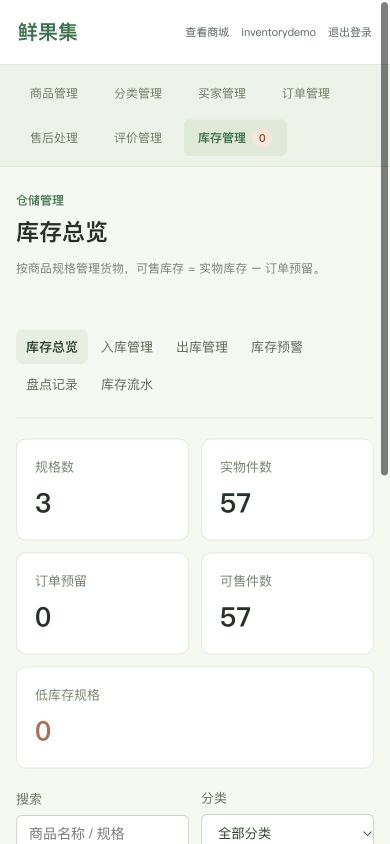 鲜果集 查看商城 inventorydemo 退出登录
商品管理 分类管理 买家管理 订单管理
售后处理 评价管理 库存管理 0
仓储管理
库存总览
按商品规格管理货物，可售库存 = 实物库存 − 订单预留。
库存总览 入库管理 出库管理 库存预警
盘点记录 库存流水
规格数 实物件数
3 57
订单预留 可售件数
0 57
低库存规格
0
搜索 分类
商品名称 / 规格 全部分类